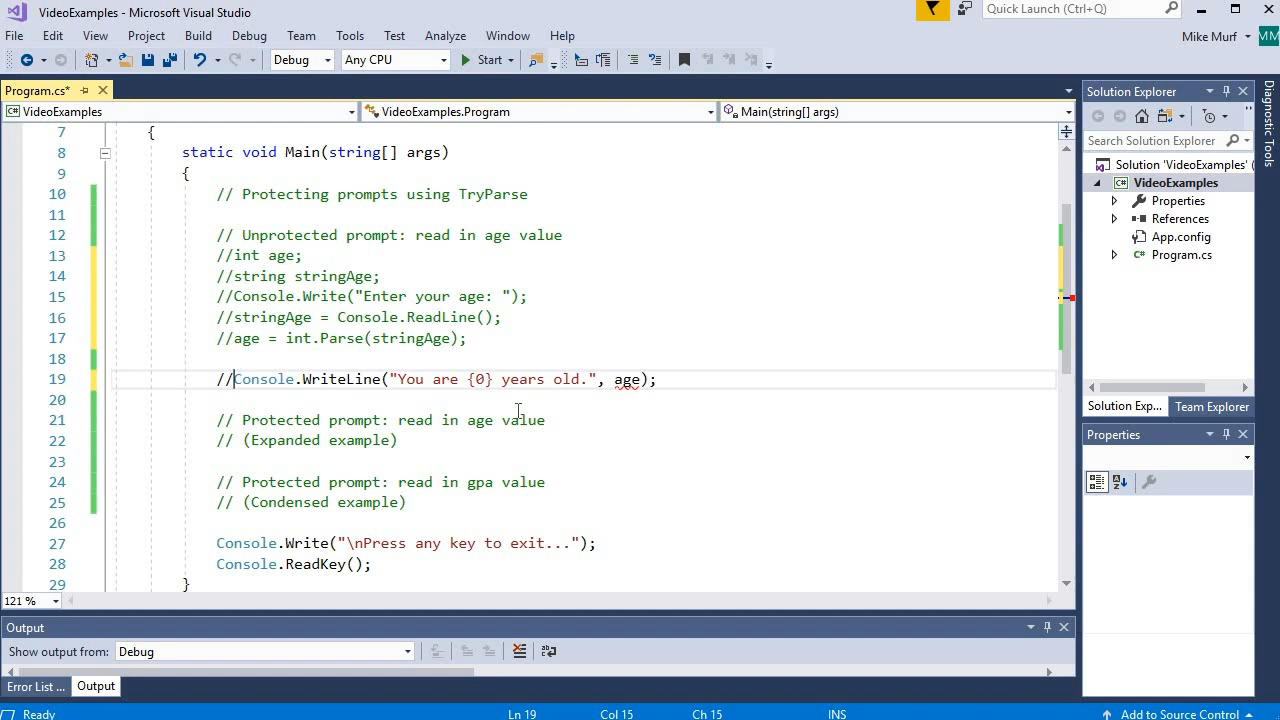 VideoExamples - Microsoft Visual Studio
Quick Launch (Ctrl+Q)
File Edit View Project Build Debug Team Tools Test Analyze Window Help
Mike Murf MM
Debug Any CPU Start
Program.cs*
VideoExamples VideoExamples.Program Main(string[] args)
7 {
8 static void Main(string[] args)
9 {
10 // Protecting prompts using TryParse
11
12 // Unprotected prompt: read in age value
13 //int age;
14 //string stringAge;
15 //Console.Write("Enter your age: ");
16 //stringAge = Console.ReadLine();
17 //age = int.Parse(stringAge);
18
19 //Console.WriteLine("You are {0} years old.", age);
20
21 // Protected prompt: read in age value
22 // (Expanded example)
23
24 // Protected prompt: read in gpa value
25 // (Condensed example)
26
27 Console.Write("\nPress any key to exit...");
28 Console.ReadKey();
29 }
121 %
Output
Show output from: Debug
Error List ... Output
Solution Explorer
Search Solution Explorer
Solution 'VideoExamples' (
VideoExamples
Properties
References
App.config
Program.cs
Solution Exp... Team Explorer
Properties
Diagnostic Tools
Ready Ln 19 Col 15 Ch 15 INS Add to Source Control